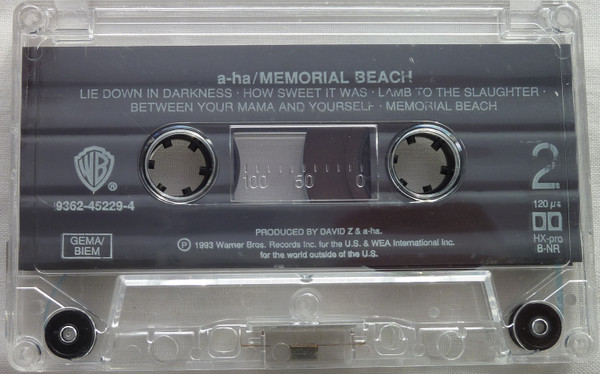 a-ha/MEMORIAL BEACH
LIE DOWN IN DARKNESS · HOW SWEET IT WAS · LAMB TO THE SLAUGHTER ·
BETWEEN YOUR MAMA AND YOURSELF · MEMORIAL BEACH
WB ®
9362-45229-4
100 50 0
2
120 µs
HX-pro
B-NR
GEMA/
BIEM
PRODUCED BY DAVID Z & a-ha.
℗ 1993 Warner Bros. Records Inc. for the U.S. & WEA International Inc.
for the world outside of the U.S.